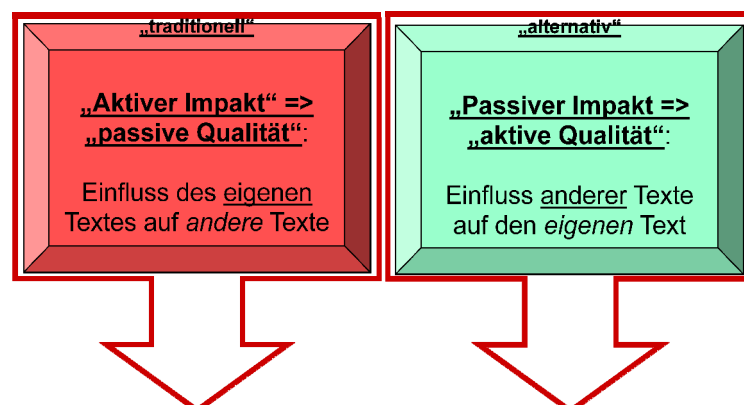 „traditionell“
„Aktiver Impakt“ =>
„passive Qualität“:
Einfluss des eigenen
Textes auf andere Texte
„alternativ“
„Passiver Impakt =>
„aktive Qualität“:
Einfluss anderer Texte
auf den eigenen Text